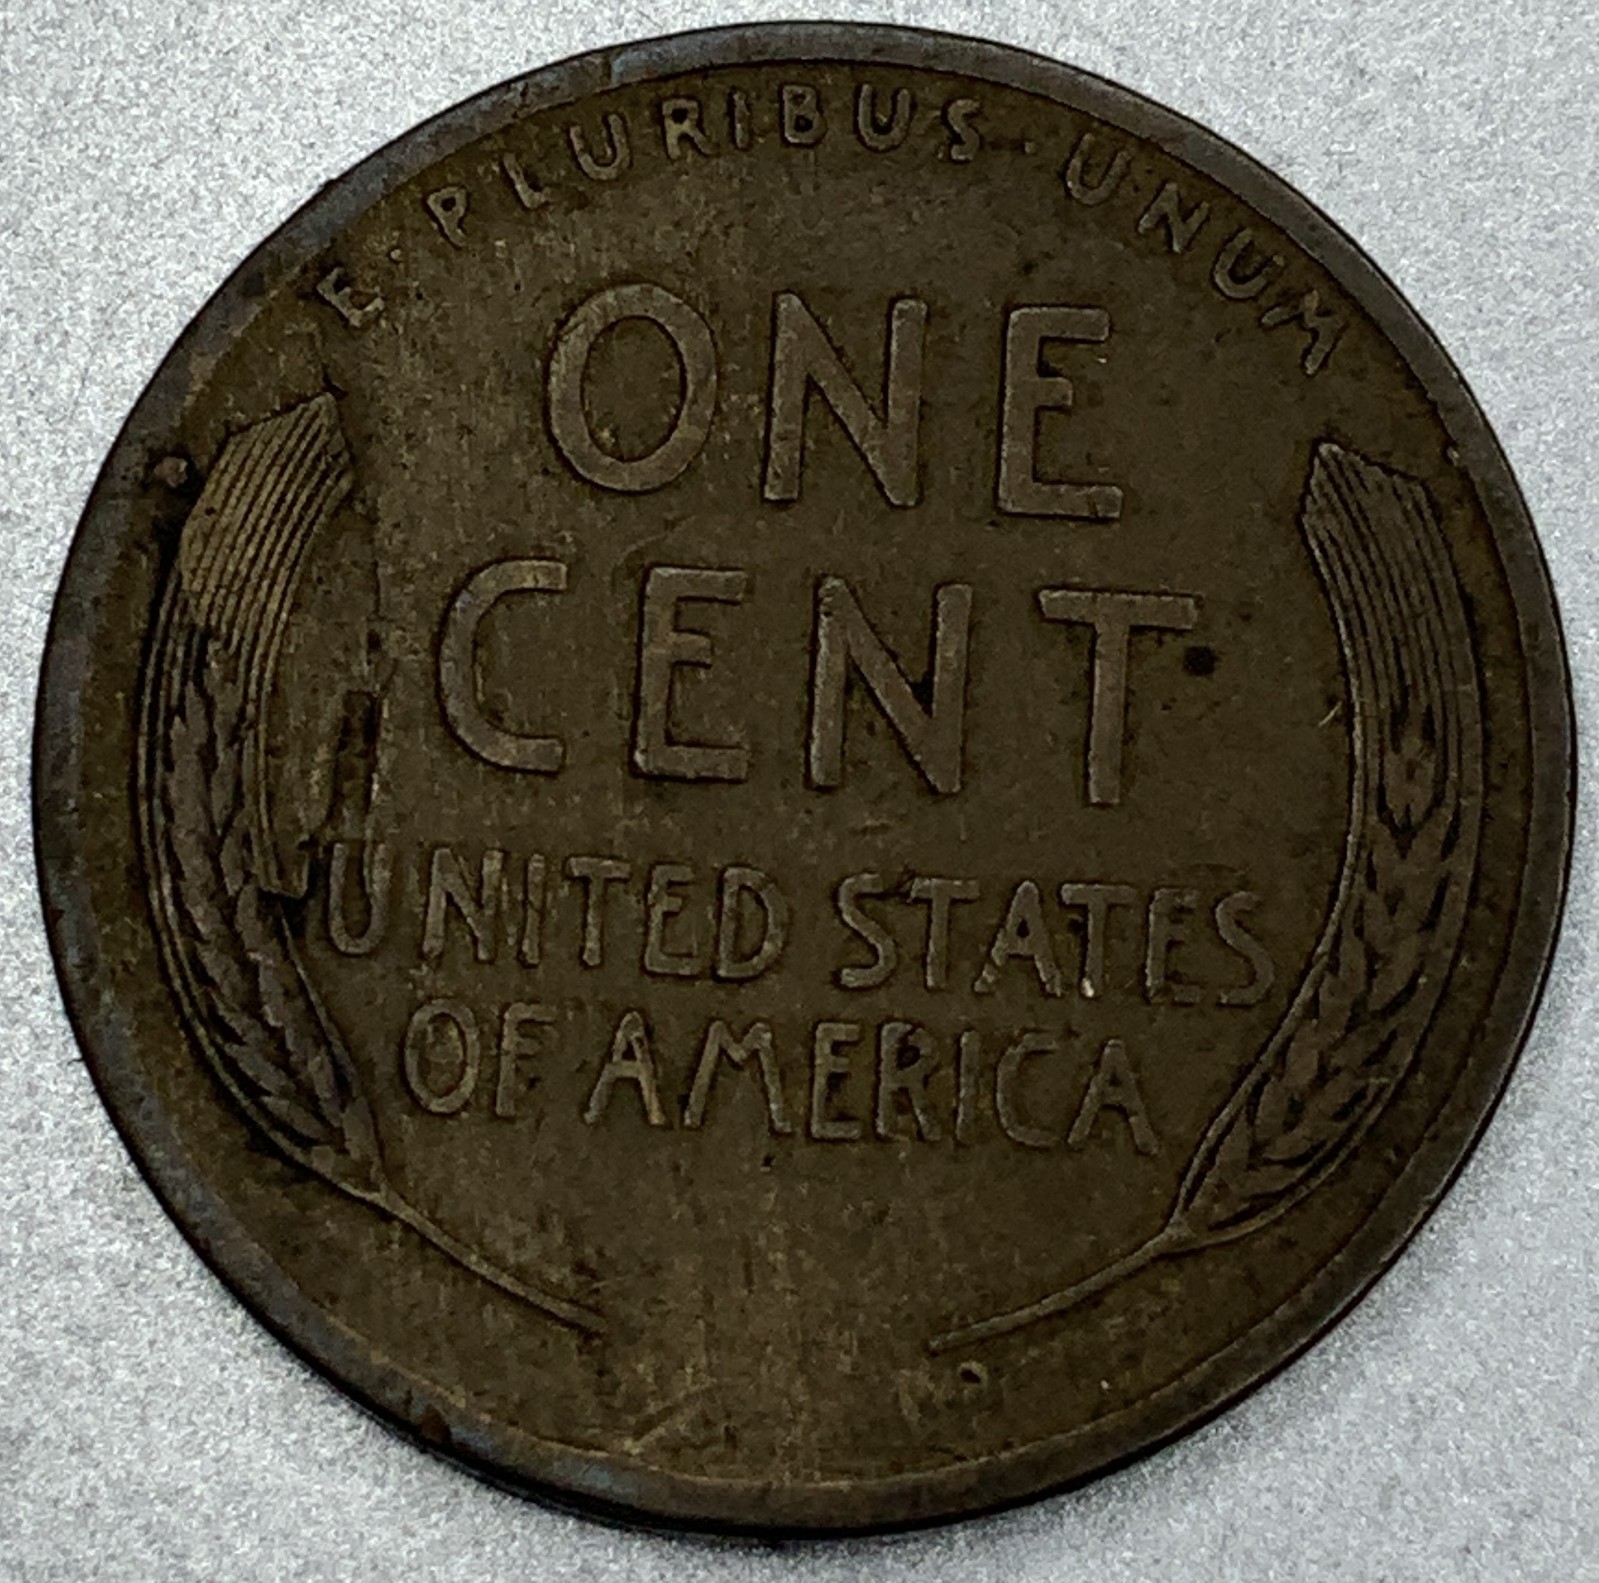 E·PLURIBUS·UNUM
ONE
CENT
UNITED STATES
OF AMERICA